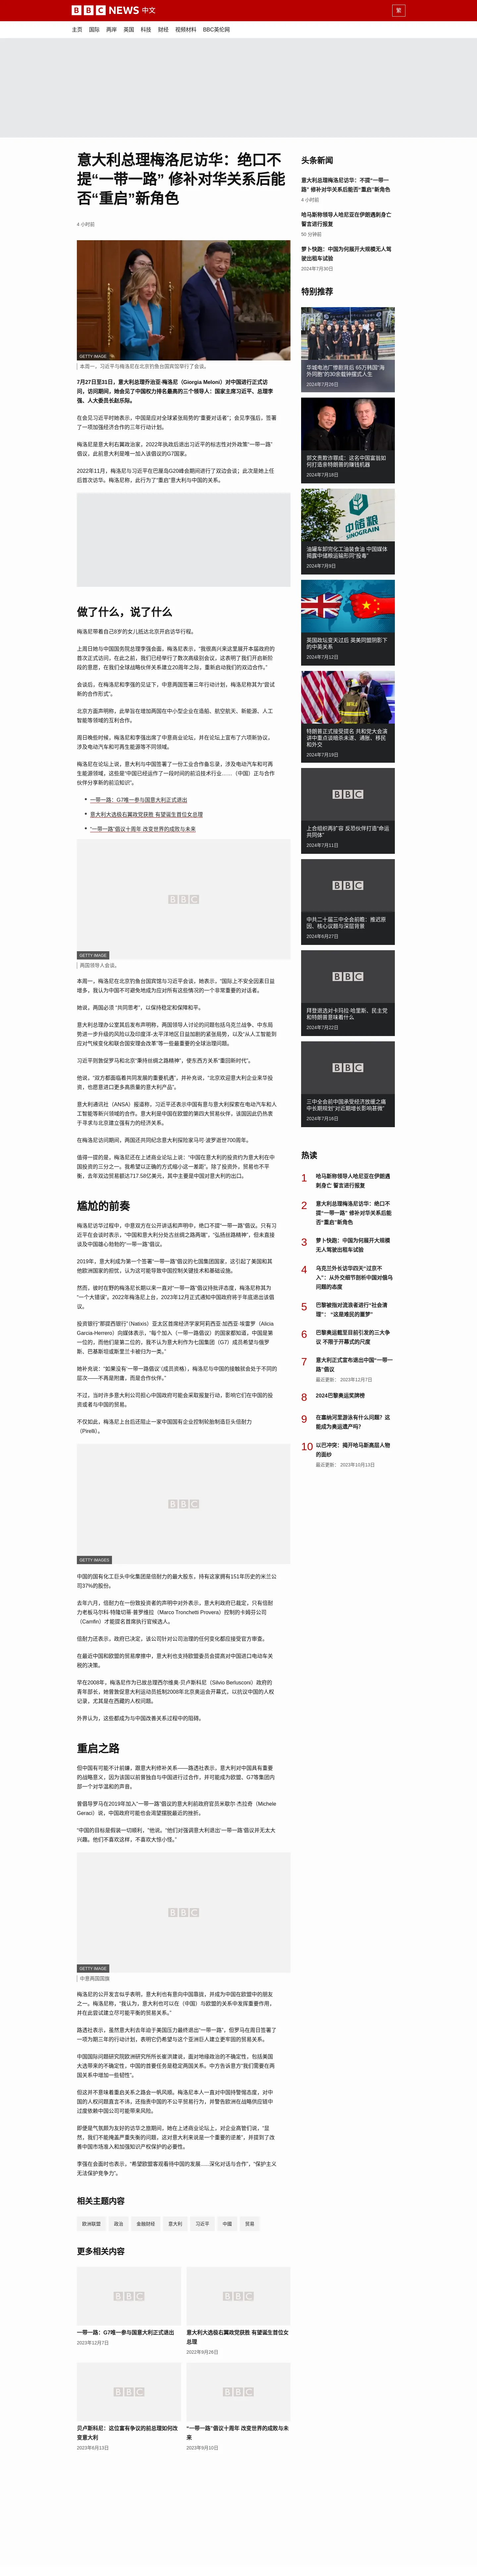 BBC NEWS 中文
繁
主页 国际 两岸 英国 科技 财经 视频材料 BBC英伦网
意大利总理梅洛尼访华：绝口不
提“一带一路” 修补对华关系后能
否“重启”新角色
4 小时前
GETTY IMAGE
本周一，习近平与梅洛尼在北京钓鱼台国宾馆举行了会谈。
7月27日至31日，意大利总理乔治亚·梅洛尼（Giorgia Meloni）对中国进行正式访
问，访问期间，她会见了中国权力排名最高的三个领导人：国家主席习近平、总理李
强、人大委员长赵乐际。
在会见习近平时她表示，中国是应对全球紧张局势的“重要对话者”；会见李强后，签署
了一项加强经济合作的三年行动计划。
梅洛尼是意大利右翼政治家，2022年执政后退出习近平的标志性对外政策“一带一路”
倡议，此前意大利是唯一加入该倡议的G7国家。
2022年11月，梅洛尼与习近平在巴厘岛G20峰会期间进行了双边会谈；此次是她上任
后首次访华。梅洛尼称，此行为了“重启”意大利与中国的关系。
做了什么，说了什么
梅洛尼带着自己8岁的女儿抵达北京开启访华行程。
上周日她与中国国务院总理李强会面，梅洛尼表示，“我很高兴来这里展开本届政府的
首次正式访问，在此之前，我们已经举行了数次高级别会议，这表明了我们开启新阶
段的意愿，在我们全球战略伙伴关系建立20周年之际，重新启动我们的双边合作。”
会谈后，在梅洛尼和李强的见证下，中意两国签署三年行动计划，梅洛尼称其为“尝试
新的合作形式”。
北京方面声明称，此举旨在增加两国在中小型企业在造船、航空航天、新能源、人工
智能等领域的互利合作。
周日晚些时候，梅洛尼和李强出席了中意商业论坛，并在论坛上宣布了六项新协议，
涉及电动汽车和可再生能源等不同领域。
梅洛尼在论坛上说，意大利与中国签署了一份工业合作备忘录，涉及电动汽车和可再
生能源领域，这些是“中国已经运作了一段时间的前沿技术行业……（中国）正与合作
伙伴分享新的前沿知识”。
一带一路：G7唯一参与国意大利正式退出
意大利大选极右翼政党获胜 有望诞生首位女总理
“一带一路”倡议十周年 改变世界的成败与未来
GETTY IMAGE
两国领导人会谈。
本周一，梅洛尼在北京钓鱼台国宾馆与习近平会谈，她表示，“国际上不安全因素日益
增多，我认为中国不可避免地成为应对所有这些情况的一个非常重要的对话者。
她说，两国必须 “共同思考”，以保持稳定和保障和平。
意大利总理办公室其后发布声明称，两国领导人讨论的问题包括乌克兰战争、中东局
势进一步升级的风险以及印度洋-太平洋地区日益加剧的紧张局势，以及“从人工智能到
应对气候变化和联合国安理会改革”等一些最重要的全球治理问题。
习近平则敦促罗马和北京“秉持丝绸之路精神”，使东西方关系“重回新时代”。
他说，“双方都面临着共同发展的重要机遇”，并补充说，“北京欢迎意大利企业来华投
资，也愿意进口更多高质量的意大利产品”。
意大利通讯社（ANSA）报道称，习近平还表示中国有意与意大利探索在电动汽车和人
工智能等新兴领域的合作。意大利是中国在欧盟的第四大贸易伙伴，该国因此仍热衷
于寻求与北京建立强有力的经济关系。
在梅洛尼访问期间，两国还共同纪念意大利探险家马可·波罗逝世700周年。
值得一提的是，梅洛尼还在上述商业论坛上说：“中国在意大利的投资约为意大利在中
国投资的三分之一。我希望以正确的方式缩小这一差距”。除了投资外，贸易也不平
衡，去年双边贸易额达717.58亿美元，其中主要是中国对意大利的出口。
尴尬的前奏
梅洛尼访华过程中，中意双方在公开讲话和声明中，绝口不提“一带一路”倡议。只有习
近平在会谈时表示，“中国和意大利分处古丝绸之路两端”，“弘扬丝路精神”，但未直接
谈及中国雄心勃勃的“一带一路”倡议。
2019年，意大利成为第一个签署“一带一路”倡议的七国集团国家，这引起了美国和其
他欧洲国家的担忧，认为这可能导致中国控制关键技术和基础设施。
然而，彼时在野的梅洛尼长期以来一直对“一带一路”倡议持批评态度。梅洛尼称其为
“一个大错误”，2022年梅洛尼上台，2023年12月正式通知中国政府将于年底退出该倡
议。
投资银行“那提西银行”（Natixis）亚太区首席经济学家阿莉西亚·加西亚·埃雷罗（Alicia
Garcia-Herrero）向媒体表示，“每个加入（一带一路倡议）的国家都知道，中国是第
一位的，而他们是第二位的，我不认为意大利作为七国集团（G7）成员希望与俄罗
斯、巴基斯坦或斯里兰卡被归为一类。”
她补充说：“如果没有‘一带一路倡议’（成员资格），梅洛尼与中国的接触就会处于不同的
层次——不再是附庸，而是合作伙伴。”
不过，当时许多意大利公司担心中国政府可能会采取报复行动，影响它们在中国的投
资或者与中国的贸易。
不仅如此，梅洛尼上台后还阻止一家中国国有企业控制轮胎制造巨头倍耐力
（Pirelli）。
GETTY IMAGES
中国的国有化工巨头中化集团是倍耐力的最大股东，持有这家拥有151年历史的米兰公
司37%的股份。
去年六月，倍耐力在一份致投资者的声明中对外表示，意大利政府已裁定，只有倍耐
力老板马尔科·特隆切蒂·普罗维拉（Marco Tronchetti Provera）控制的卡姆芬公司
（Camfin）才能提名首席执行官候选人。
倍耐力还表示，政府已决定，该公司针对公司治理的任何变化都应接受官方审查。
在最近中国和欧盟的贸易摩擦中，意大利也支持欧盟委员会提高对中国进口电动车关
税的决策。
早在2008年，梅洛尼作为已故总理西尔维奥·贝卢斯科尼（Silvio Berlusconi）政府的
青年部长，她曾敦促意大利运动员抵制2008年北京奥运会开幕式，以抗议中国的人权
记录，尤其是在西藏的人权问题。
外界认为，这些都成为与中国改善关系过程中的阻碍。
重启之路
但中国有可能不计前嫌，跟意大利修补关系——路透社表示，意大利对中国具有重要
的战略意义，因为该国以前曾独自与中国进行过合作，并可能成为欧盟、G7等集团内
部一个对华温和的声音。
曾倡导罗马在2019年加入“一带一路”倡议的意大利前政府官员米歇尔·杰拉奇（Michele
Geraci）说，中国政府可能也会渴望摆脱最近的挫折。
“中国的目标是假装一切顺利，”他说，“他们对强调意大利退出‘一带一路’倡议并无太大
兴趣。他们不喜欢这样，不喜欢大惊小怪。”
GETTY IMAGE
中意两国国旗
梅洛尼的公开发言似乎表明，意大利也有意向中国靠拢，并成为中国在欧盟中的朋友
之一。梅洛尼称，“我认为，意大利也可以在（中国）与欧盟的关系中发挥重要作用，
并在此尝试建立尽可能平衡的贸易关系。”
路透社表示，虽然意大利去年迫于美国压力最终退出“一带一路”，但罗马在周日签署了
一项为期三年的行动计划，表明它仍希望与这个亚洲巨人建立更牢固的贸易关系。
中国国际问题研究院欧洲研究所所长崔洪建说，面对地缘政治的不确定性，包括美国
大选带来的不确定性，中国的首要任务是稳定两国关系。中方告诉意方“我们需要在两
国关系中增加一些韧性”。
但这并不意味着重启关系之路会一帆风顺。梅洛尼本人一直对中国持警惕态度，对中
国的人权问题直言不讳，还指责中国的不公平贸易行为，并警告欧洲在战略供应链中
过度依赖中国公司可能带来风险。
即便是气氛颇为友好的访华之旅期间，她在上述商业论坛上，对企业高管们说，“显
然，我们不能掩盖严重失衡的问题，这对意大利来说是一个重要的逆差”，并提到了改
善中国市场准入和加强知识产权保护的必要性。
李强在会面时也表示，“希望欧盟客观看待中国的发展……深化对话与合作”，“保护主义
无法保护竞争力”。
相关主题内容
欧洲联盟 政治 金融财经 意大利 习近平 中國 贸易
更多相关内容
一带一路：G7唯一参与国意大利正式退出
2023年12月7日
意大利大选极右翼政党获胜 有望诞生首位女
总理
2022年9月26日
贝卢斯科尼：这位富有争议的前总理如何改
变意大利
2023年6月13日
“一带一路”倡议十周年 改变世界的成败与未
来
2023年9月10日
头条新闻
意大利总理梅洛尼访华：不提“一带一
路” 修补对华关系后能否“重启”新角色
4 小时前
哈马斯称领导人哈尼亚在伊朗遇刺身亡
誓言进行报复
50 分钟前
萝卜快跑：中国为何展开大规模无人驾
驶出租车试验
2024年7月30日
特别推荐
华城电池厂惨剧背后 65万韩国“海
外同胞”的30余载钟摆式人生
2024年7月26日
郭文贵欺诈罪成：这名中国富翁如
何打造亲特朗普的赚钱机器
2024年7月18日
SINOGRAIN
油罐车卸完化工油装食油 中国媒体
揭露中储粮运输形同“投毒”
2024年7月9日
英国政坛变天过后 英美同盟阴影下
的中英关系
2024年7月12日
特朗普正式接受提名 共和党大会演
讲中重点谈暗杀未遂、通胀、移民
和外交
2024年7月19日
上合组织再扩容 反恐伙伴打造“命运
共同体”
2024年7月11日
中共二十届三中全会前瞻：推迟原
因、核心议题与深层背景
2024年6月27日
拜登退选对卡玛拉·哈里斯、民主党
和特朗普意味着什么
2024年7月22日
三中全会前中国承受经济放缓之痛
中长期规划“对近期增长影响甚微”
2024年7月16日
热读
1 哈马斯称领导人哈尼亚在伊朗遇
刺身亡 誓言进行报复
2 意大利总理梅洛尼访华：绝口不
提“一带一路” 修补对华关系后能
否“重启”新角色
3 萝卜快跑：中国为何展开大规模
无人驾驶出租车试验
4 乌克兰外长访华四天“过意不
入”：从外交细节剖析中国对俄乌
问题的态度
5 巴黎被指对流浪者进行“社会清
理”： “这是难民的噩梦”
6 巴黎奥运截至目前引发的三大争
议 不限于开幕式的尺度
7 意大利正式宣布退出中国“一带一
路”倡议
最近更新： 2023年12月7日
8 2024巴黎奥运奖牌榜
9 在塞纳河里游泳有什么问题？这
能成为奥运遗产吗？
10 以巴冲突：揭开哈马斯高层人物
的面纱
最近更新： 2023年10月13日